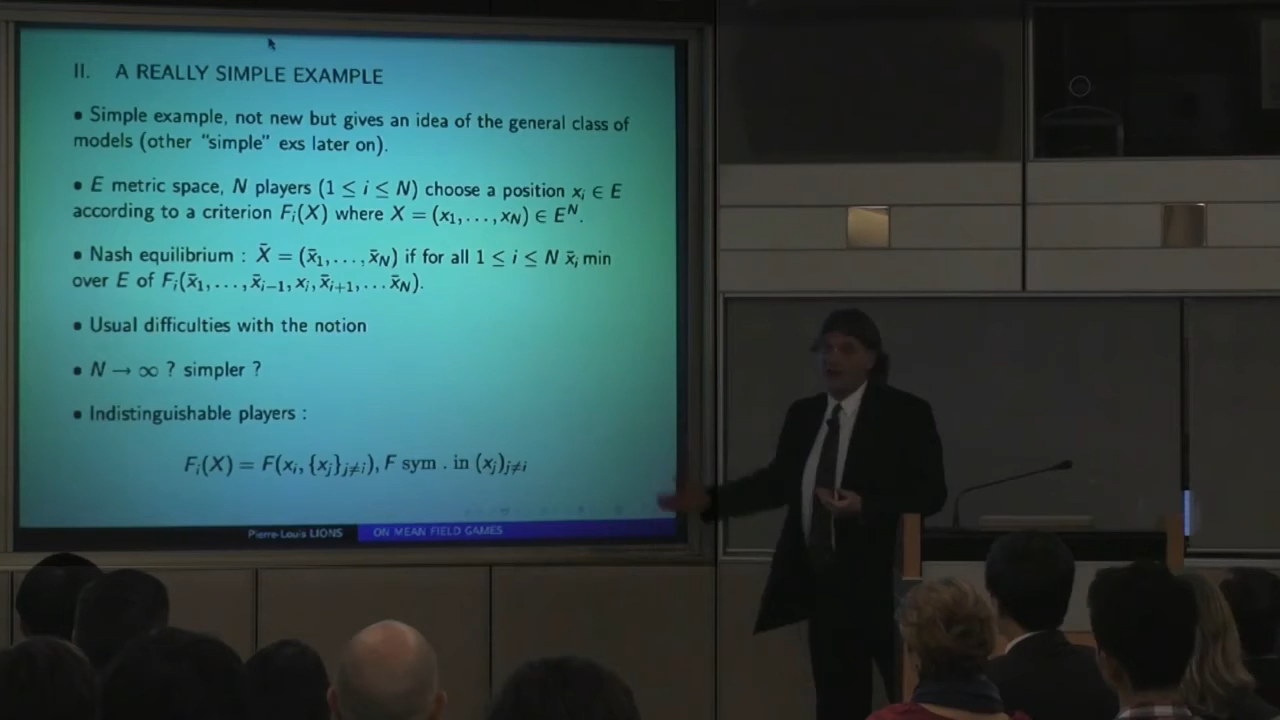 II. A REALLY SIMPLE EXAMPLE
• Simple example, not new but gives an idea of the general class of
models (other "simple" exs later on).
• E metric space, N players (1 ≤ i ≤ N) choose a position xᵢ ∈ E
according to a criterion Fᵢ(X) where X = (x₁, . . . , x_N) ∈ Eᴺ.
• Nash equilibrium : X̄ = (x̄₁, . . . , x̄_N) if for all 1 ≤ i ≤ N x̄ᵢ min
over E of Fᵢ(x̄₁, . . . , x̄ᵢ₋₁, xᵢ, x̄ᵢ₊₁, . . . x̄_N).
• Usual difficulties with the notion
• N → ∞ ? simpler ?
• Indistinguishable players :
Fᵢ(X) = F(xᵢ, {xⱼ}ⱼ≠ᵢ), F sym . in (xⱼ)ⱼ≠ᵢ
Pierre-Louis LIONS ON MEAN FIELD GAMES